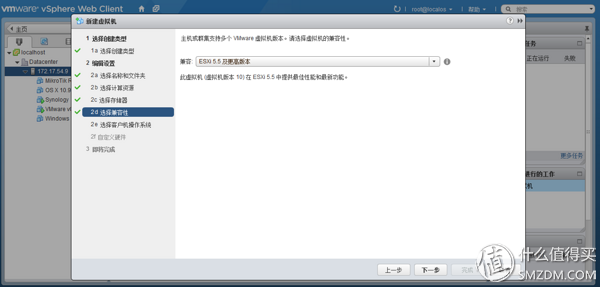 vmware® vSphere Web Client
root@localos
帮助
搜索
主页
localhost
Datacenter
172.17.54.9
MikroTik R
OS X 10.9
Synology
VMware v
Windows
新建虚拟机
1 选择创建类型
1a 选择创建类型
2 编辑设置
2a 选择名称和文件夹
2b 选择计算资源
2c 选择存储器
2d 选择兼容性
2e 选择客户机操作系统
2f 自定义硬件
3 即将完成
主机或群集支持多个 VMware 虚拟机版本。请选择虚拟机的兼容性。
兼容: ESXi 5.5 及更高版本
此虚拟机 (虚拟机版本 10) 在 ESXi 5.5 中提供最佳性能和最新功能。
上一步
下一步
完成
任务
正在运行
失败
更多任务
进行的工作
值 什么值得买
SMZDM.COM